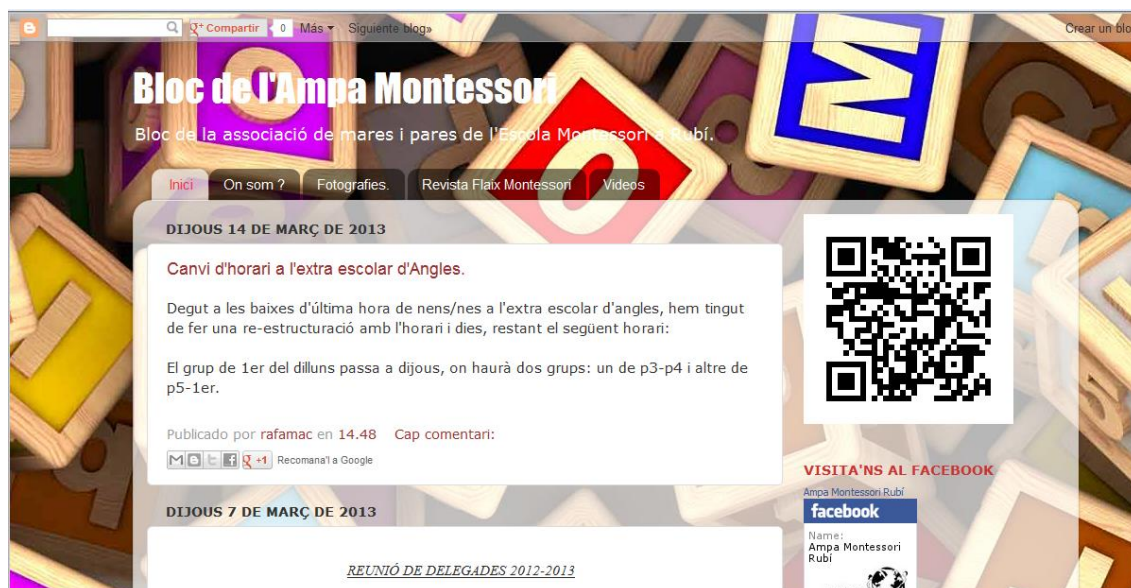 Compartir 0 Más Siguiente blog» Crear un blo
Bloc de l'Ampa Montessori
Bloc de la associació de mares i pares de l'Escola Montessori a Rubí.
Inici On som ? Fotografies. Revista Flaix Montessori Videos
DIJOUS 14 DE MARÇ DE 2013
Canvi d'horari a l'extra escolar d'Angles.
Degut a les baixes d'última hora de nens/nes a l'extra escolar d'angles, hem tingut
de fer una re-estructuració amb l'horari i dies, restant el següent horari:
El grup de 1er del dilluns passa a dijous, on haurà dos grups: un de p3-p4 i altre de
p5-1er.
Publicado por rafamac en 14.48 Cap comentari:
+1 Recomana'l a Google
DIJOUS 7 DE MARÇ DE 2013
REUNIÓ DE DELEGADES 2012-2013
VISITA'NS AL FACEBOOK
Ampa Montessori Rubí
facebook
Name:
Ampa Montessori
Rubí